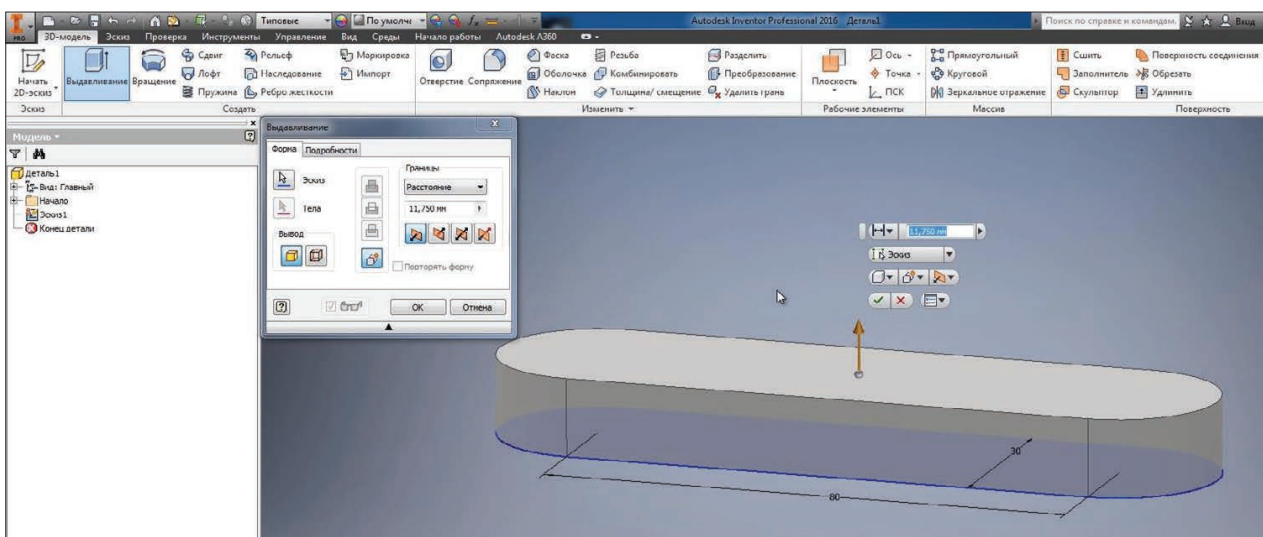 Типовые По умолч Autodesk Inventor Professional 2016 Деталь1 Поиск по справке и командам. Вход
PRO 3D-модель Эскиз Проверка Инструменты Управление Вид Среды Начало работы Autodesk A360
Начать 2D-эскиз
Выдавливание Вращение
Сдвиг Рельеф Маркировка
Лофт Наследование Импорт
Пружина Ребро жесткости
Отверстие Сопряжение
Фаска Резьба Разделить
Оболочка Комбинировать Преобразование
Наклон Толщина/ смещение Удалить грань
Плоскость
Ось
Точка
ПСК
Прямоугольный
Круговой
Зеркальное отражение
Сшить Поверхность соединения
Заполнитель Обрезать
Скульптор Удлинить
Эскиз Создать Изменить Рабочие элементы Массив Поверхность
Модель
Деталь1
Вид: Главный
Начало
Эскиз1
Конец детали
Выдавливание
Форма Подробности
Эскиз
Тела
Вывод
Границы
Расстояние
11,750 мм
Повторять форму
OK Отмена
11,750 мм
Эскиз
30
80